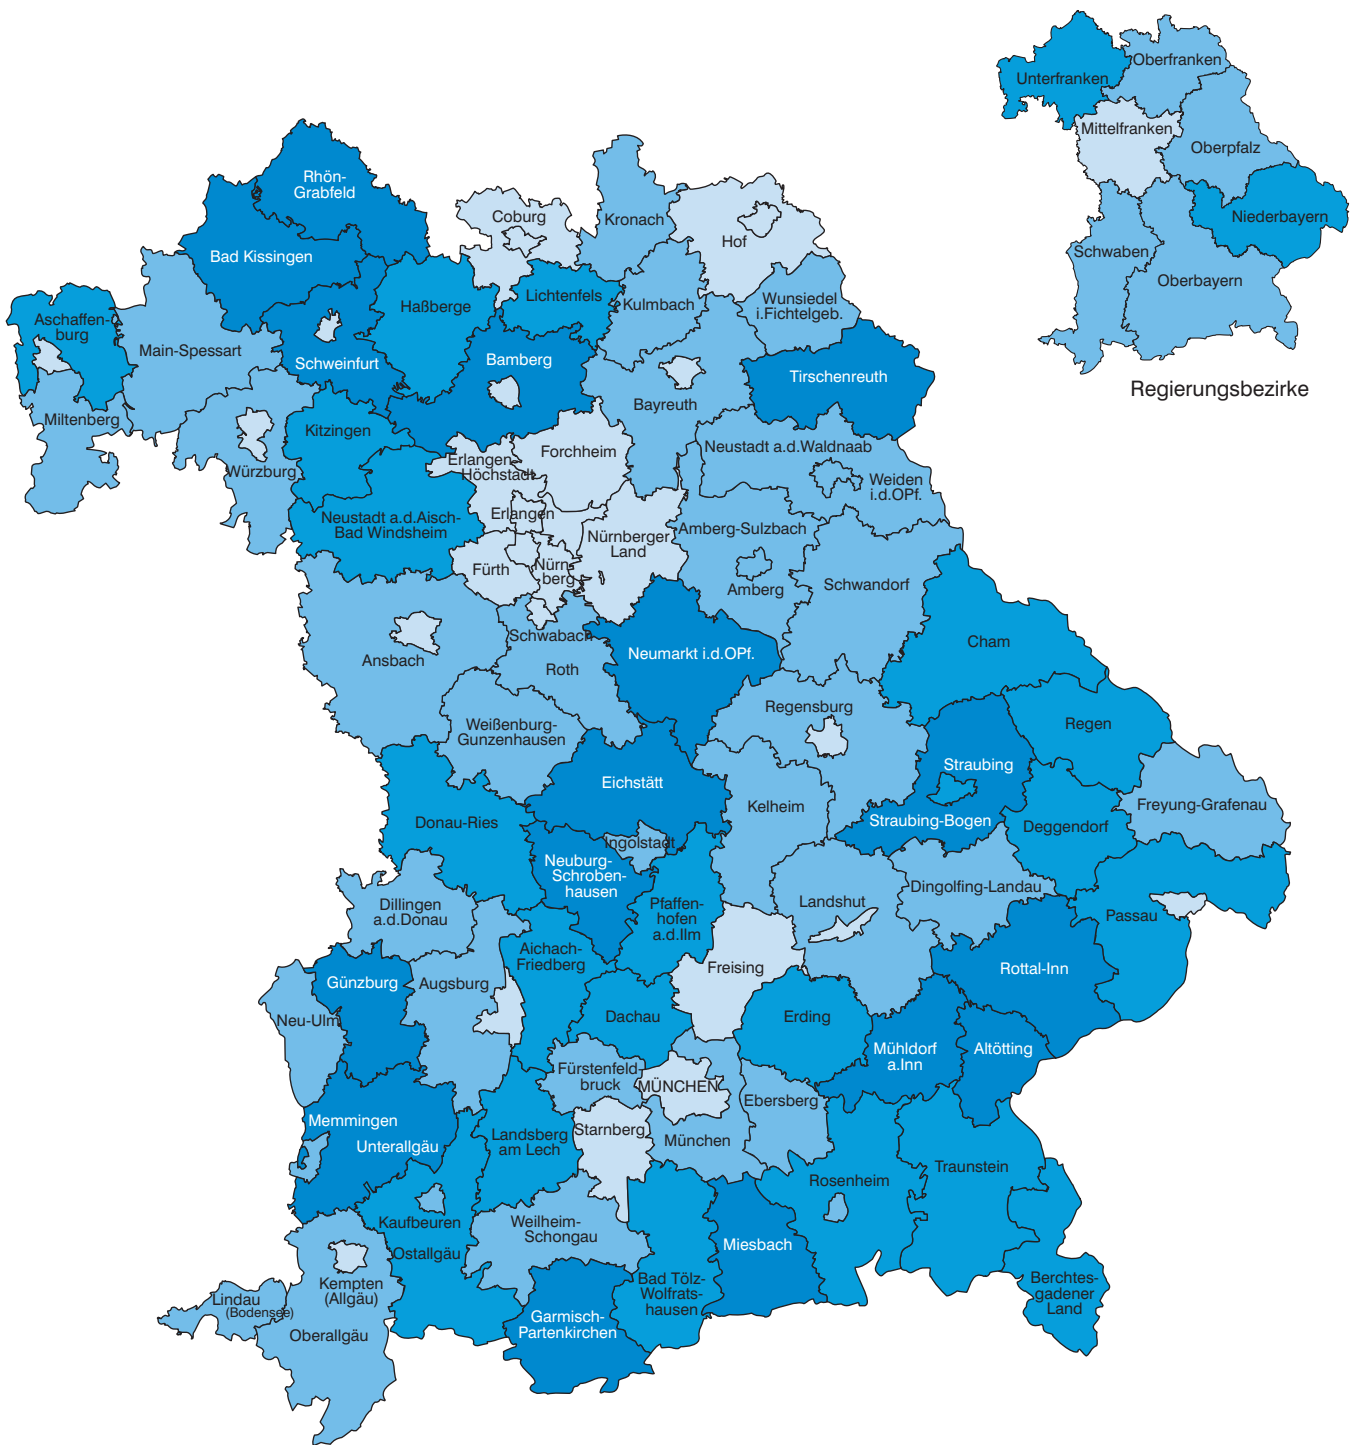 Oberfranken
Unterfranken
Mittelfranken
Oberpfalz
Niederbayern
Schwaben
Oberbayern
Regierungsbezirke
Rhön-
Grabfeld
Coburg
Kronach
Hof
Bad Kissingen
Haßberge
Lichtenfels
Kulmbach
Wunsiedel
i.Fichtelgeb.
Aschaffen-
burg
Main-Spessart
Schweinfurt
Bamberg
Tirschenreuth
Bayreuth
Miltenberg
Kitzingen
Würzburg
Erlangen-
Höchstadt
Forchheim
Neustadt a.d.Waldnaab
Weiden
i.d.OPf.
Neustadt a.d.Aisch-
Bad Windsheim
Erlangen
Nürnberger
Land
Amberg-Sulzbach
Fürth
Nürn-
berg
Amberg
Schwandorf
Schwabach
Ansbach
Roth
Neumarkt i.d.OPf.
Cham
Weißenburg-
Gunzenhausen
Regensburg
Regen
Eichstätt
Straubing
Kelheim
Freyung-Grafenau
Donau-Ries
Straubing-Bogen
Deggendorf
Ingolstadt
Neuburg-
Schroben-
hausen
Dillingen
a.d.Donau
Pfaffen-
hofen
a.d.Ilm
Landshut
Dingolfing-Landau
Passau
Aichach-
Friedberg
Günzburg
Augsburg
Freising
Rottal-Inn
Neu-Ulm
Dachau
Erding
Mühldorf
a.Inn
Altötting
Fürstenfeld-
bruck
MÜNCHEN
Ebersberg
Memmingen
Unterallgäu
Landsberg
am Lech
Starnberg
München
Traunstein
Rosenheim
Kaufbeuren
Ostallgäu
Weilheim-
Schongau
Miesbach
Kempten
(Allgäu)
Bad Tölz-
Wolfrats-
hausen
Berchtes-
gadener
Land
Lindau
(Bodensee)
Oberallgäu
Garmisch-
Partenkirchen